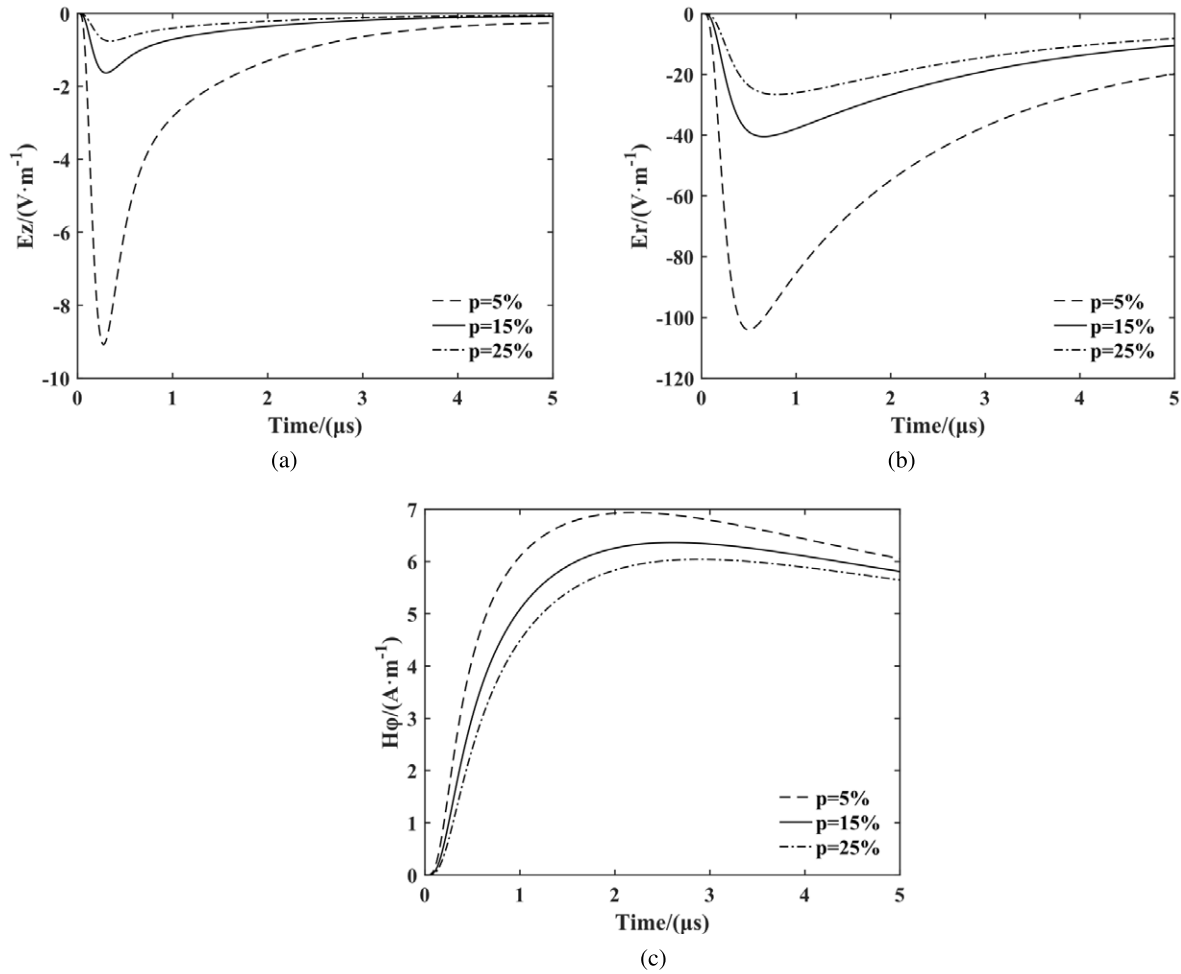 0
-2
-4
-6
-8
-10
Ez/(V·m⁻¹)
p=5%
p=15%
p=25%
0 1 2 3 4 5
Time/(μs)
(a)
0
-20
-40
-60
-80
-100
-120
Er/(V·m⁻¹)
p=5%
p=15%
p=25%
0 1 2 3 4 5
Time/(μs)
(b)
7
6
5
4
3
2
1
0
Hφ/(A·m⁻¹)
p=5%
p=15%
p=25%
0 1 2 3 4 5
Time/(μs)
(c)